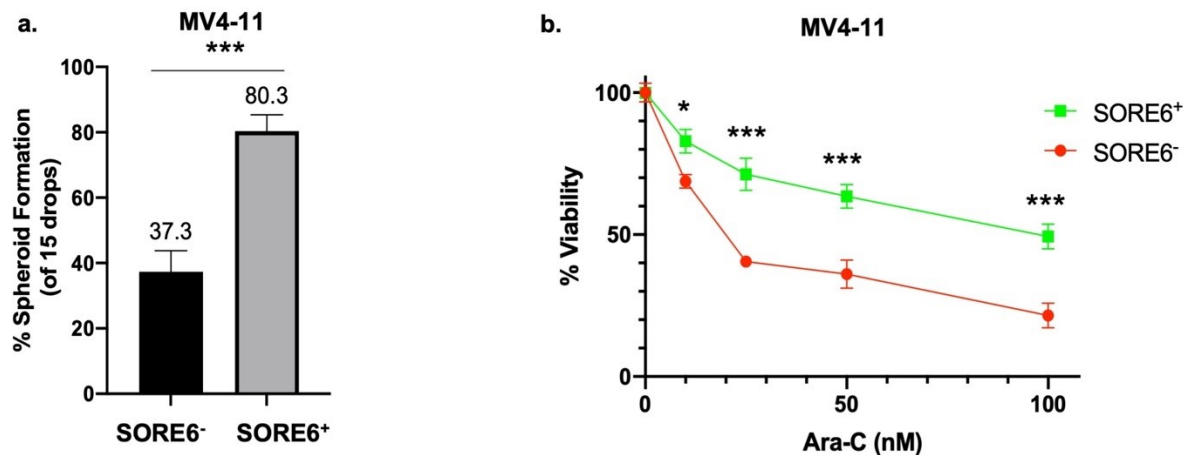 a.
MV4-11
***
% Spheroid Formation
(of 15 drops)
100
80
60
40
20
0
37.3
80.3
SORE6-
SORE6+
b.
MV4-11
% Viability
100
50
0
*
***
***
***
SORE6+
SORE6-
0
50
100
Ara-C (nM)